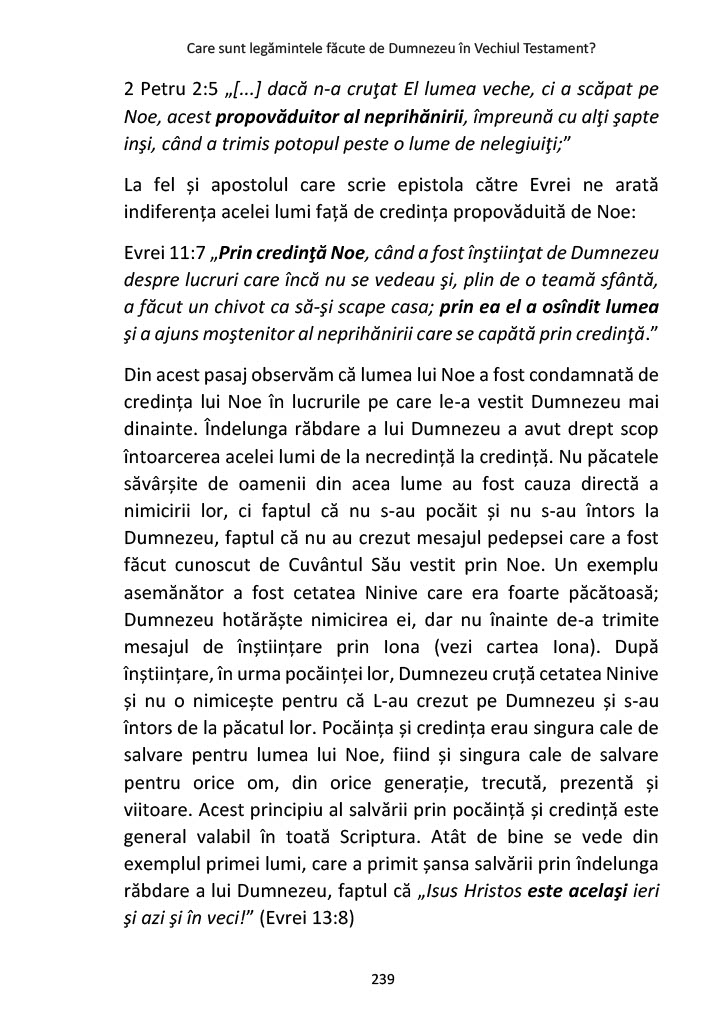 Care sunt legămintele făcute de Dumnezeu în Vechiul Testament?
2 Petru 2:5 „[...] dacă n-a cruţat El lumea veche, ci a scăpat pe
Noe, acest propovăduitor al neprihănirii, împreună cu alţi şapte
inşi, când a trimis potopul peste o lume de nelegiuiţi;”
La fel și apostolul care scrie epistola către Evrei ne arată
indiferența acelei lumi față de credința propovăduită de Noe:
Evrei 11:7 „Prin credinţă Noe, când a fost înştiinţat de Dumnezeu
despre lucruri care încă nu se vedeau şi, plin de o teamă sfântă,
a făcut un chivot ca să-şi scape casa; prin ea el a osîndit lumea
şi a ajuns moştenitor al neprihănirii care se capătă prin credinţă.”
Din acest pasaj observăm că lumea lui Noe a fost condamnată de
credința lui Noe în lucrurile pe care le-a vestit Dumnezeu mai
dinainte. Îndelunga răbdare a lui Dumnezeu a avut drept scop
întoarcerea acelei lumi de la necredință la credință. Nu păcatele
săvârșite de oamenii din acea lume au fost cauza directă a
nimicirii lor, ci faptul că nu s-au pocăit și nu s-au întors la
Dumnezeu, faptul că nu au crezut mesajul pedepsei care a fost
făcut cunoscut de Cuvântul Său vestit prin Noe. Un exemplu
asemănător a fost cetatea Ninive care era foarte păcătoasă;
Dumnezeu hotărăște nimicirea ei, dar nu înainte de-a trimite
mesajul de înștiințare prin Iona (vezi cartea Iona). După
înștiințare, în urma pocăinței lor, Dumnezeu cruță cetatea Ninive
și nu o nimicește pentru că L-au crezut pe Dumnezeu și s-au
întors de la păcatul lor. Pocăința și credința erau singura cale de
salvare pentru lumea lui Noe, fiind și singura cale de salvare
pentru orice om, din orice generație, trecută, prezentă și
viitoare. Acest principiu al salvării prin pocăință și credință este
general valabil în toată Scriptura. Atât de bine se vede din
exemplul primei lumi, care a primit șansa salvării prin îndelunga
răbdare a lui Dumnezeu, faptul că „Isus Hristos este acelaşi ieri
şi azi şi în veci!” (Evrei 13:8)
239